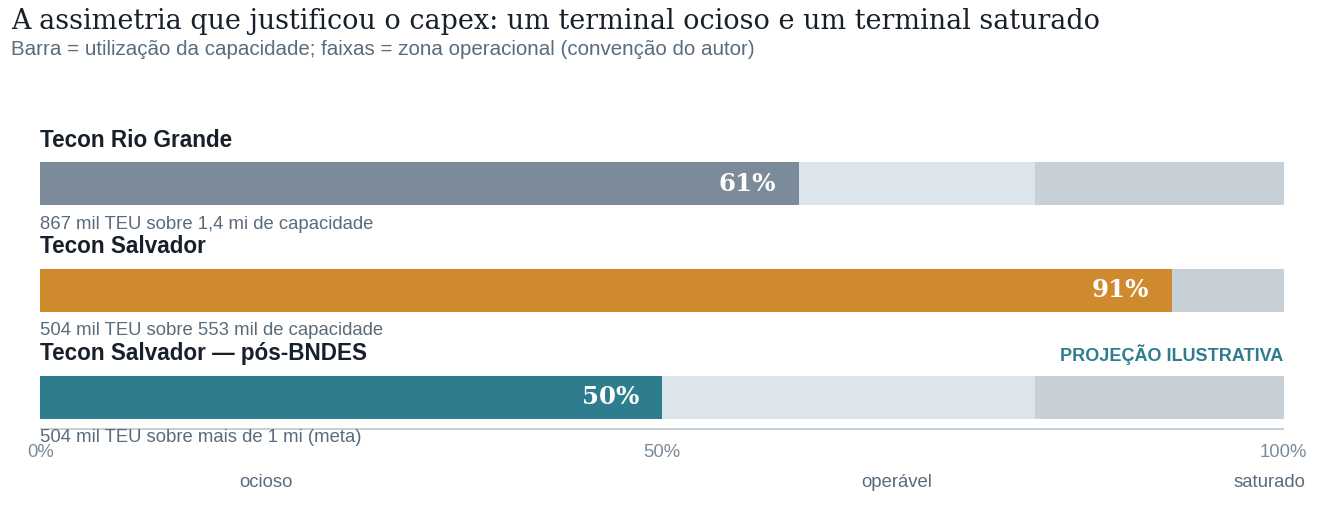 A assimetria que justificou o capex: um terminal ocioso e um terminal saturado
Barra = utilização da capacidade; faixas = zona operacional (convenção do autor)
Tecon Rio Grande
61%
867 mil TEU sobre 1,4 mi de capacidade
Tecon Salvador
91%
504 mil TEU sobre 553 mil de capacidade
Tecon Salvador — pós-BNDES
PROJEÇÃO ILUSTRATIVA
50%
504 mil TEU sobre mais de 1 mi (meta)
0% 50% 100%
ocioso operável saturado